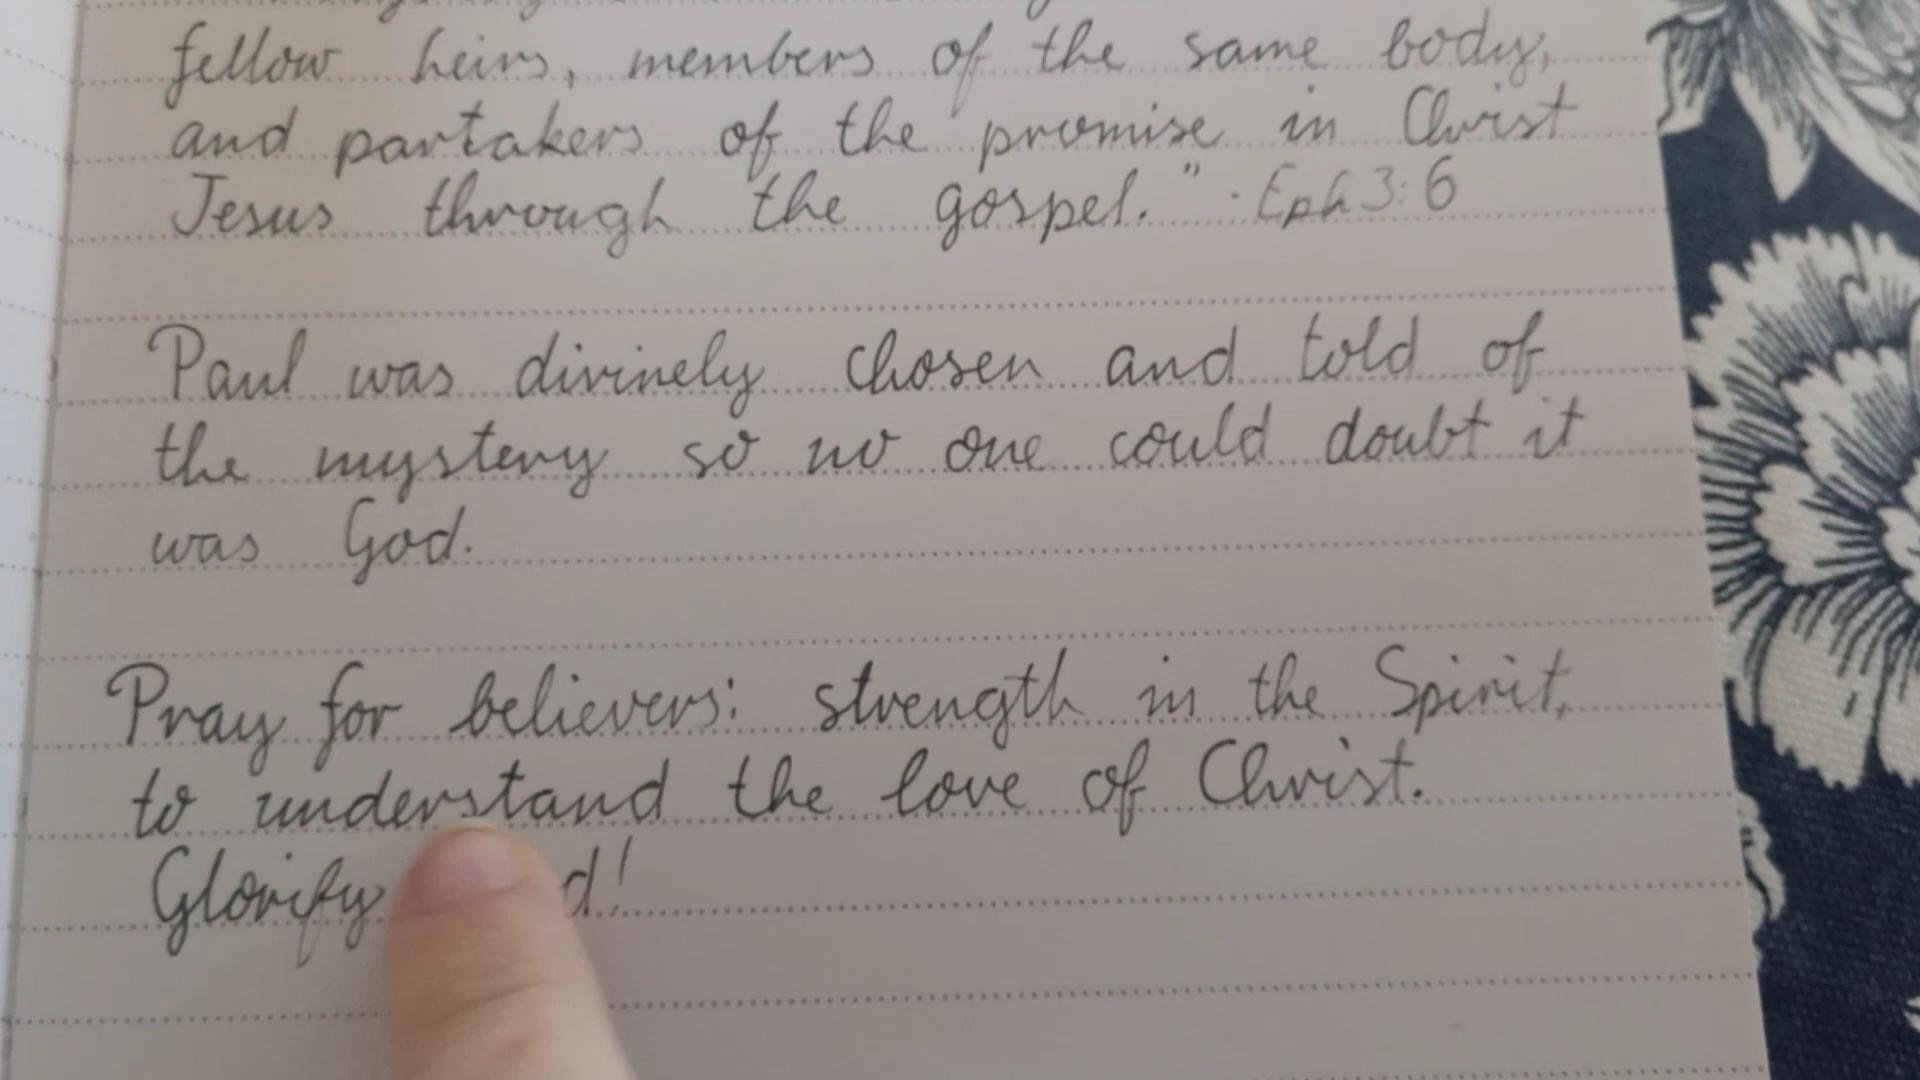 fellow heirs, members of the same body,
and partakers of the promise in Christ
Jesus through the gospel." - Eph 3:6
Paul was divinely chosen and told of
the mystery so no one could doubt it
was God.
Pray for believers: strength in the Spirit,
to understand the love of Christ.
Glorify